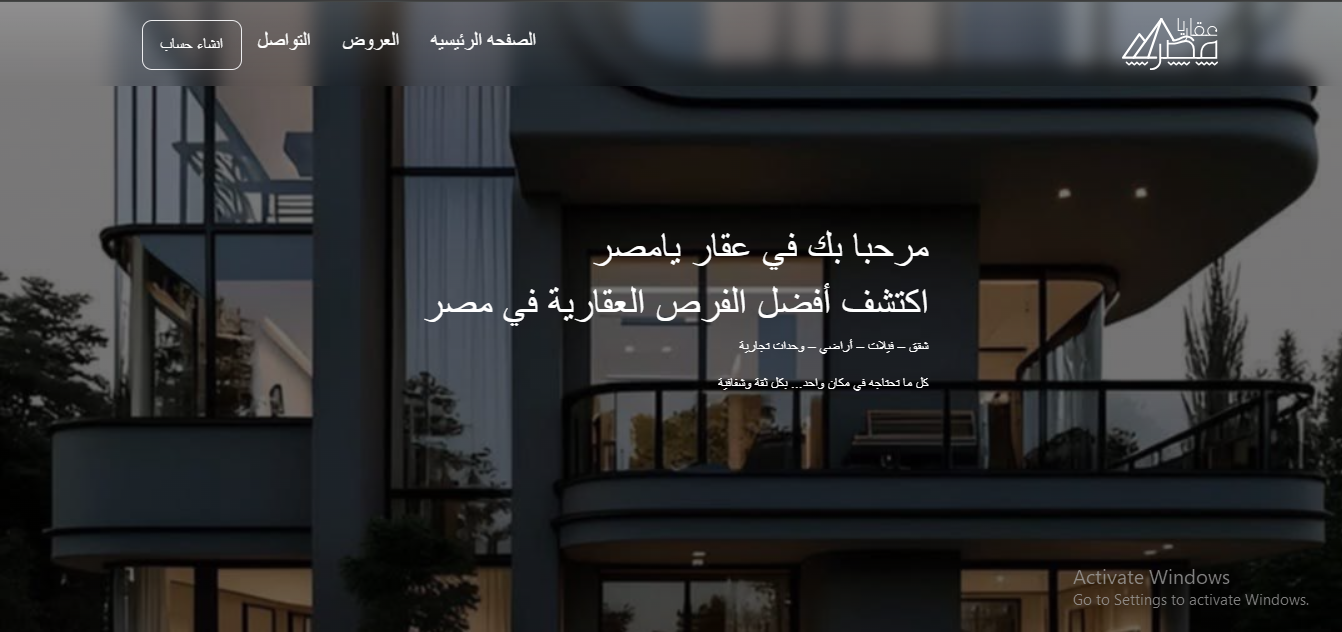 عقاريا
مصر
الصفحه الرئيسيه
العروض
التواصل
انشاء حساب
مرحبا بك في عقار يامصر
اكتشف أفضل الفرص العقارية في مصر
شقق – فيلات – أراضي – وحدات تجارية
كل ما تحتاجه في مكان واحد... بكل ثقة وشفافية
Activate Windows
Go to Settings to activate Windows.